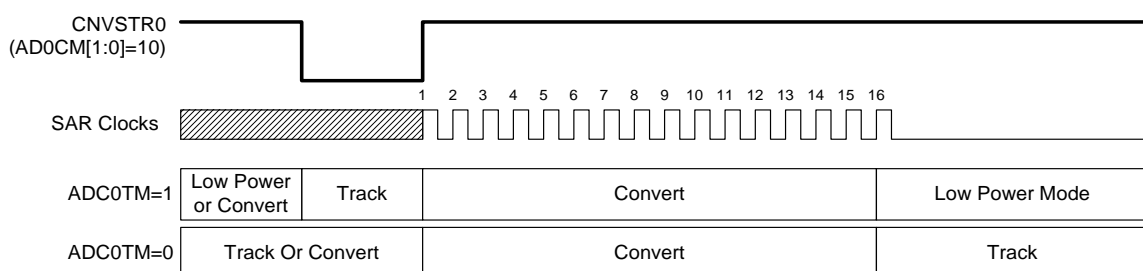 CNVSTR0
(AD0CM[1:0]=10)
1 2 3 4 5 6 7 8 9 10 11 12 13 14 15 16
SAR Clocks
ADC0TM=1
Low Power
or Convert
Track
Convert
Low Power Mode
ADC0TM=0
Track Or Convert
Convert
Track